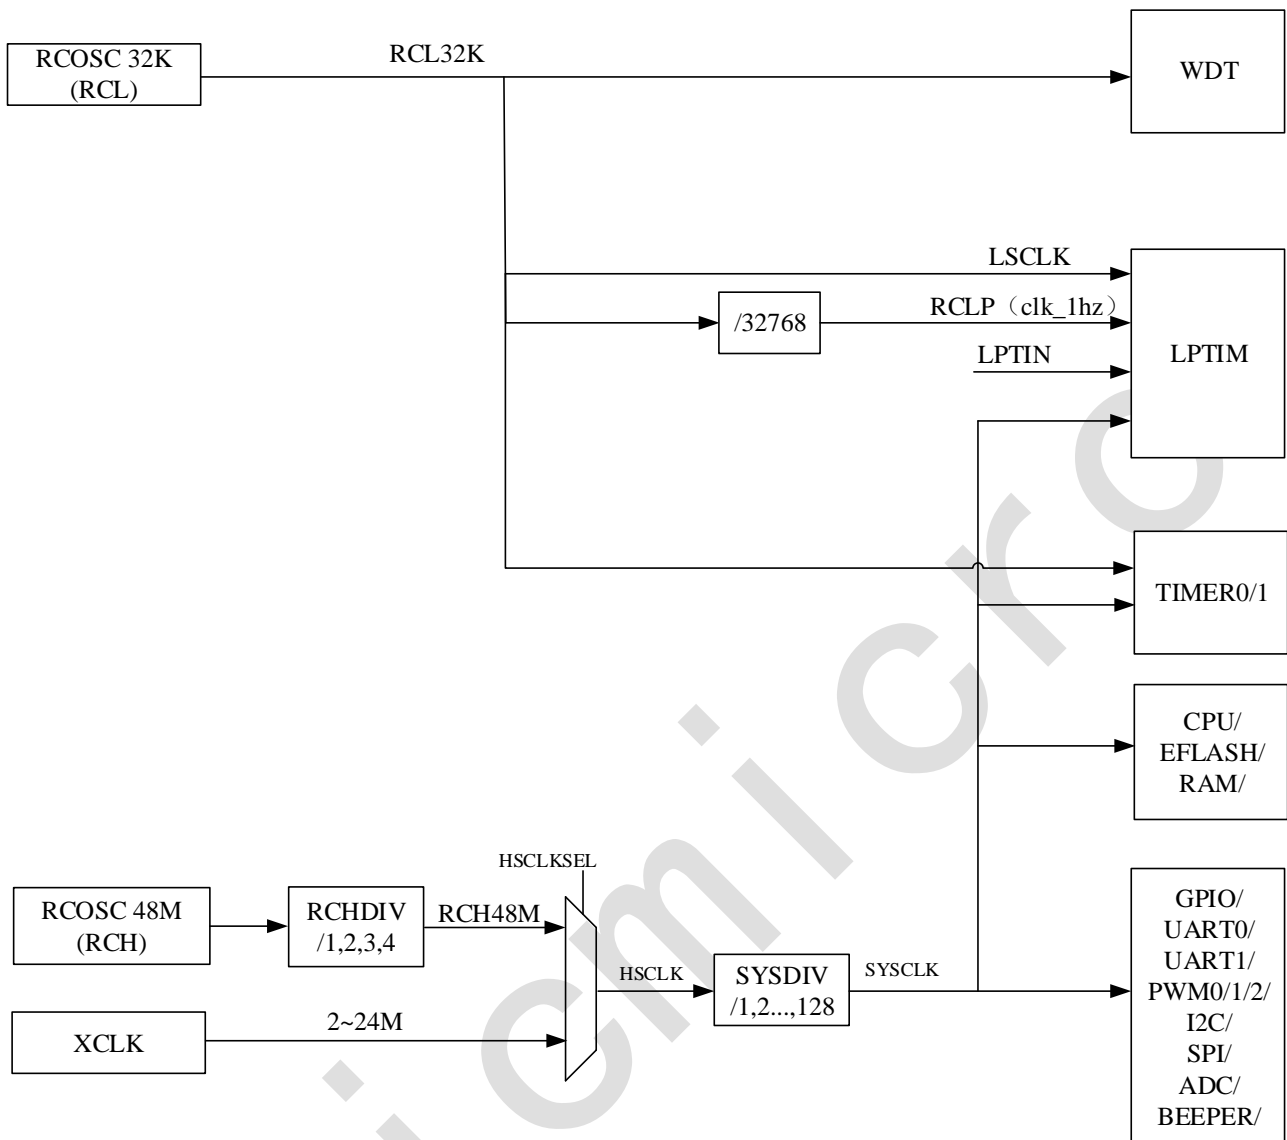 RCOSC 32K
(RCL)
RCL32K
WDT
LSCLK
/32768
RCLP（clk_1hz）
LPTIN
LPTIM
TIMER0/1
CPU/
EFLASH/
RAM/
HSCLKSEL
RCOSC 48M
(RCH)
RCHDIV
/1,2,3,4
RCH48M
XCLK
2~24M
HSCLK
SYSDIV
/1,2...,128
SYSCLK
GPIO/
UART0/
UART1/
PWM0/1/2/
I2C/
SPI/
ADC/
BEEPER/
icmicro